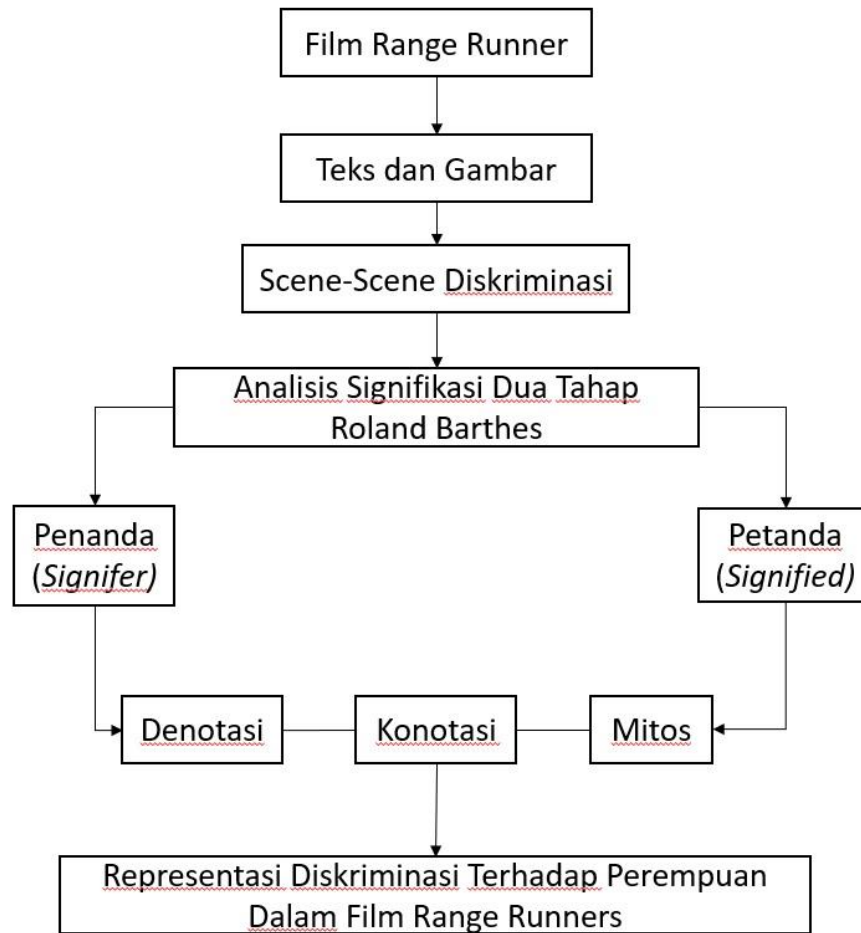 Film Range Runner
Teks dan Gambar
Scene-Scene Diskriminasi
Analisis Signifikasi Dua Tahap
Roland Barthes
Penanda
(Signifer)
Petanda
(Signified)
Denotasi
Konotasi
Mitos
Representasi Diskriminasi Terhadap Perempuan
Dalam Film Range Runners